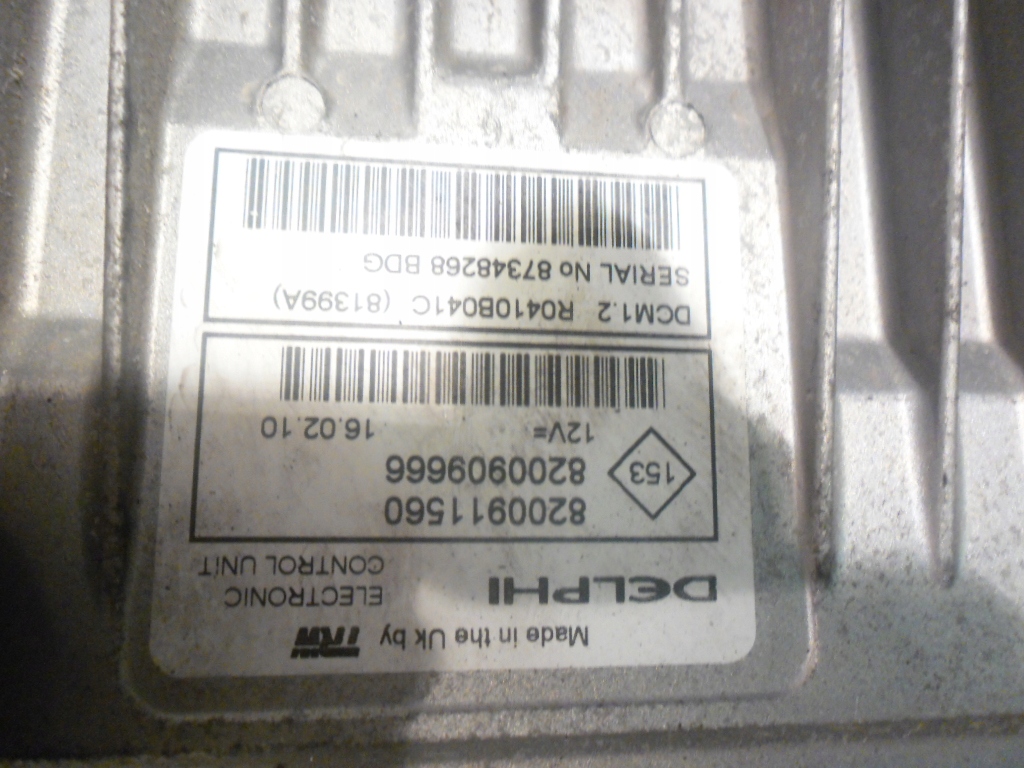 Made in the Uk by TRW
DELPHI
ELECTRONIC
CONTROL UNIT
8200911560
8200909666
153
12V= 16.02.10
DCM1.2 R0410B041C (81399A)
SERIAL No 87348268 BDG